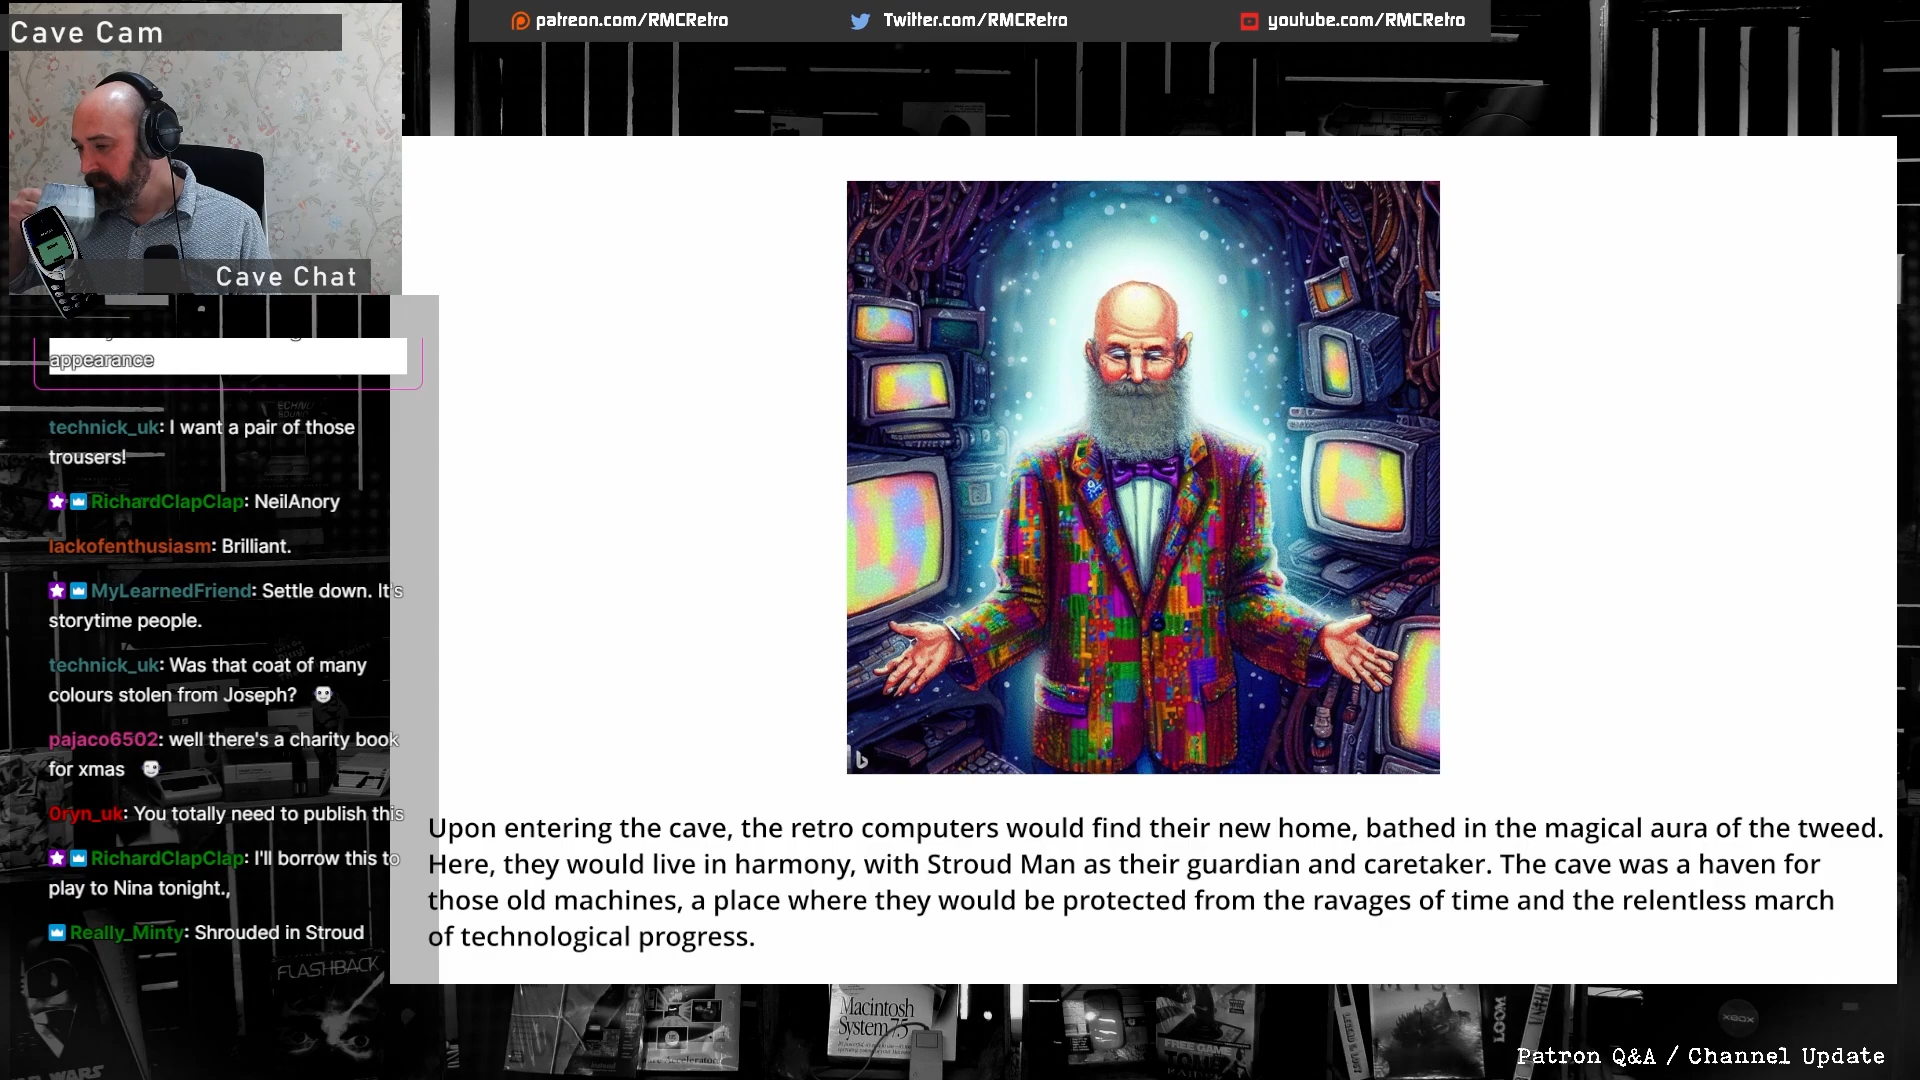 Cave Cam
patreon.com/RMCRetro
Twitter.com/RMCRetro
youtube.com/RMCRetro
Cave Chat
appearance
technick_uk: I want a pair of those
trousers!
RichardClapClap: NeilAnory
lackofenthusiasm: Brilliant.
MyLearnedFriend: Settle down. It's
storytime people.
technick_uk: Was that coat of many
colours stolen from Joseph?
pajaco6502: well there's a charity book
for xmas
0ryn_uk: You totally need to publish this
RichardClapClap: I'll borrow this to
play to Nina tonight.,
Really_Minty: Shrouded in Stroud
Upon entering the cave, the retro computers would find their new home, bathed in the magical aura of the tweed.
Here, they would live in harmony, with Stroud Man as their guardian and caretaker. The cave was a haven for
those old machines, a place where they would be protected from the ravages of time and the relentless march
of technological progress.
FLASHBACK
STAR WARS
Macintosh
System 7.5
FREE GAME
MYST
LOOM
XBOX
Patron Q&A / Channel Update